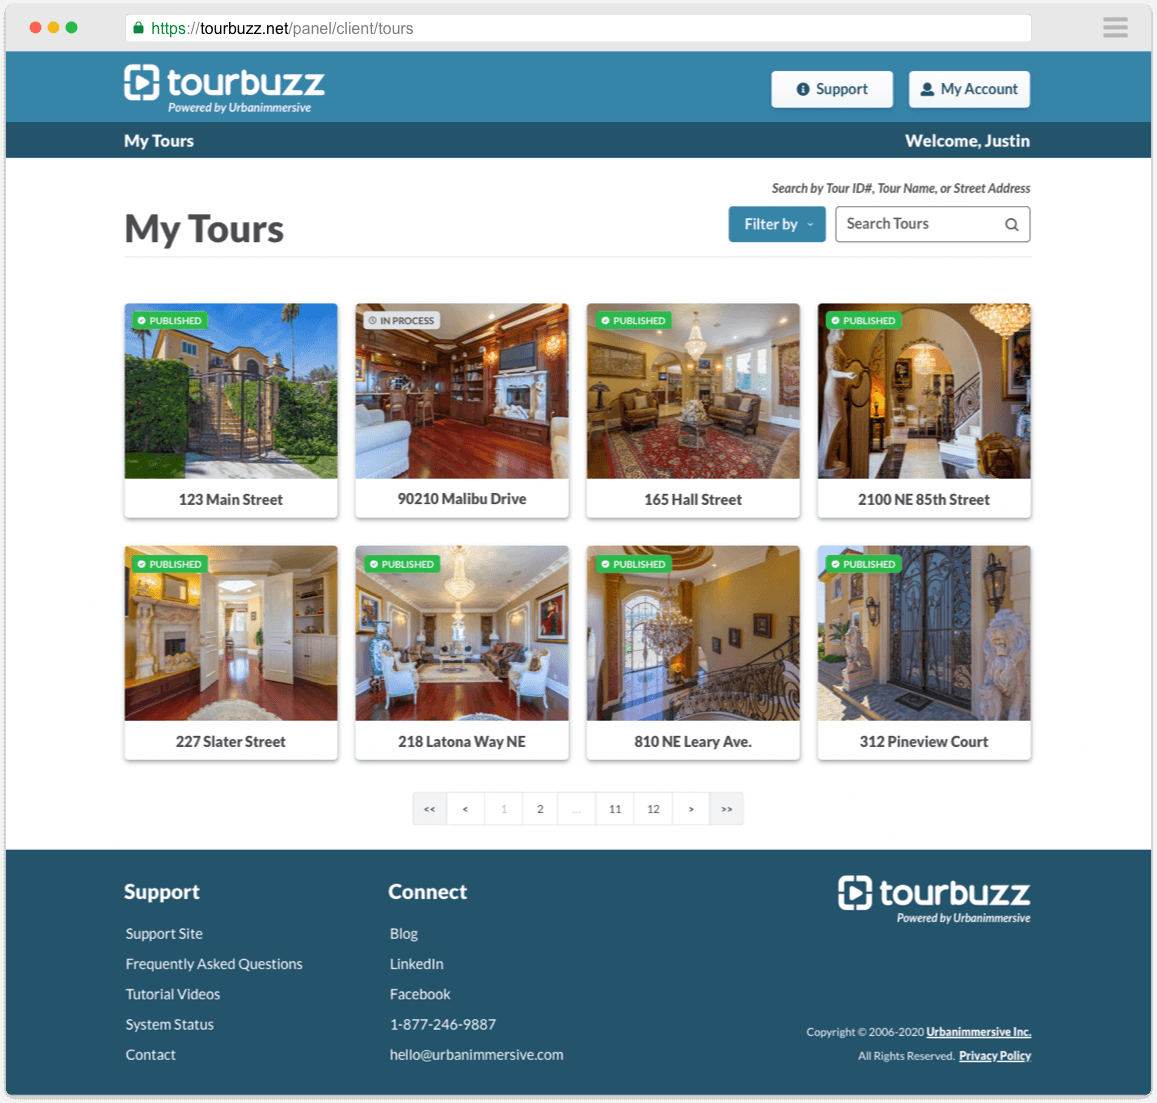 https://tourbuzz.net/panel/client/tours
tourbuzz
Powered by Urbanimmersive
Support
My Account
My Tours
Welcome, Justin
Search by Tour ID#, Tour Name, or Street Address
My Tours
Filter by
Search Tours
PUBLISHED
IN PROCESS
PUBLISHED
PUBLISHED
123 Main Street
90210 Malibu Drive
165 Hall Street
2100 NE 85th Street
PUBLISHED
PUBLISHED
PUBLISHED
PUBLISHED
227 Slater Street
218 Latona Way NE
810 NE Leary Ave.
312 Pineview Court
<< < 1 2 ... 11 12 > >>
Support
Connect
tourbuzz
Powered by Urbanimmersive
Support Site
Blog
Frequently Asked Questions
LinkedIn
Tutorial Videos
Facebook
System Status
1-877-246-9887
Contact
hello@urbanimmersive.com
Copyright © 2006-2020 Urbanimmersive Inc.
All Rights Reserved. Privacy Policy